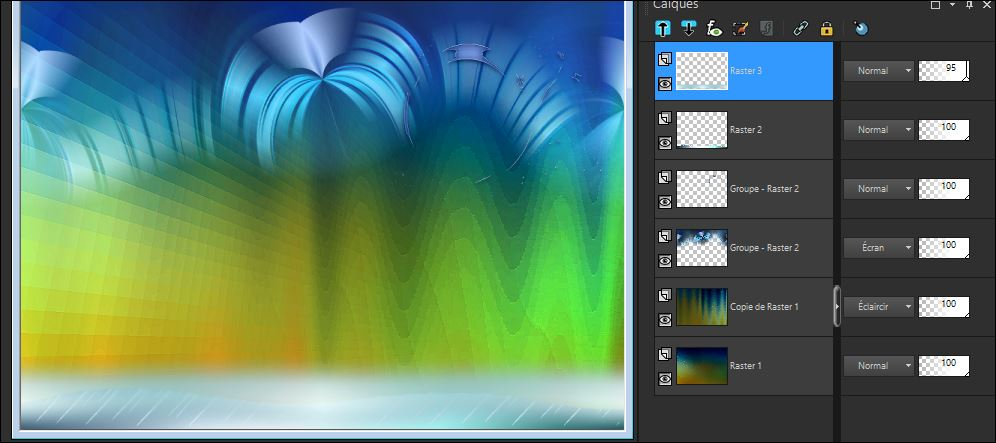 Calques
Raster 3
Normal
95
Raster 2
Normal
100
Groupe - Raster 2
Normal
100
Groupe - Raster 2
Écran
100
Copie de Raster 1
Éclaircir
100
Raster 1
Normal
100